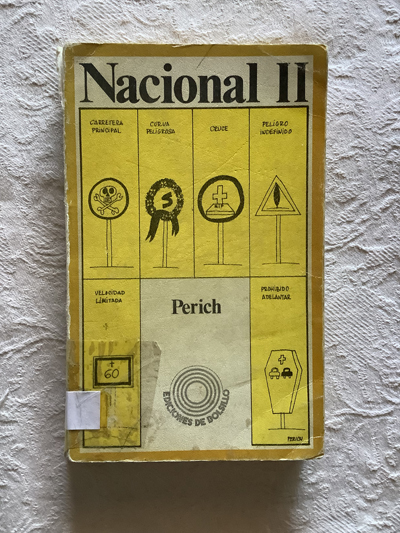 Nacional II
CARRETERA
PRINCIPAL
CURVA
PELIGROSA
CRUCE
PELIGRO
INDEFINIDO
S
VELOCIDAD
LIMITADA
60
Perich
EDICIONES DE BOLSILLO
PROHIBIDO
ADELANTAR
PERICH